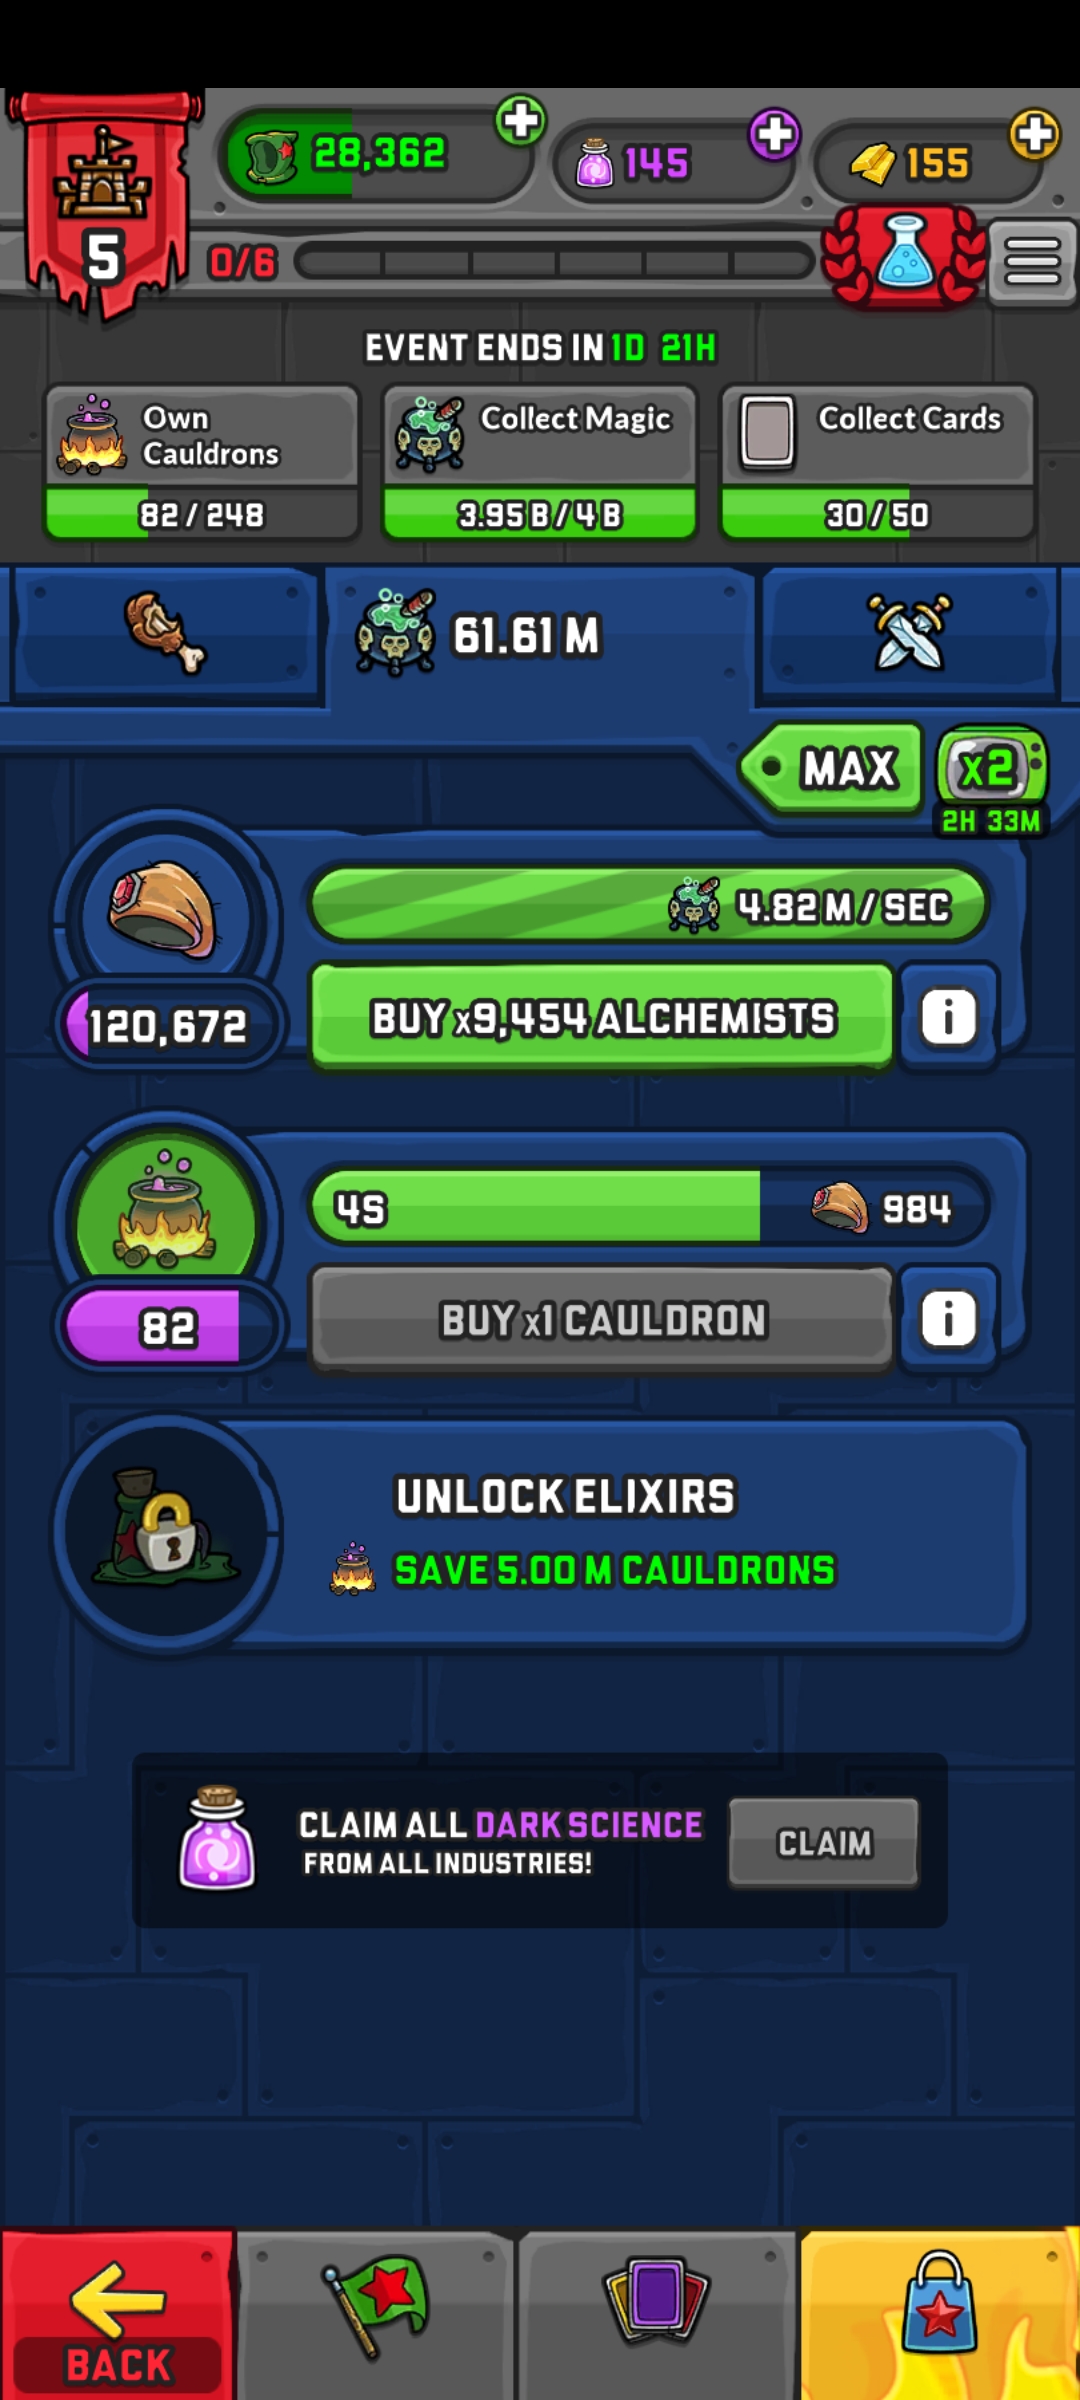 28,362
145
155
5
0/6
EVENT ENDS IN 1D 21H
Own
Cauldrons
82 / 248
Collect Magic
3.95 B / 4 B
Collect Cards
30 / 50
61.61 M
MAX
x2
2H 33M
4.82 M / SEC
120,672
BUY x9,454 ALCHEMISTS
i
4S
984
82
BUY x1 CAULDRON
i
UNLOCK ELIXIRS
SAVE 5.00 M CAULDRONS
CLAIM ALL DARK SCIENCE
FROM ALL INDUSTRIES!
CLAIM
BACK